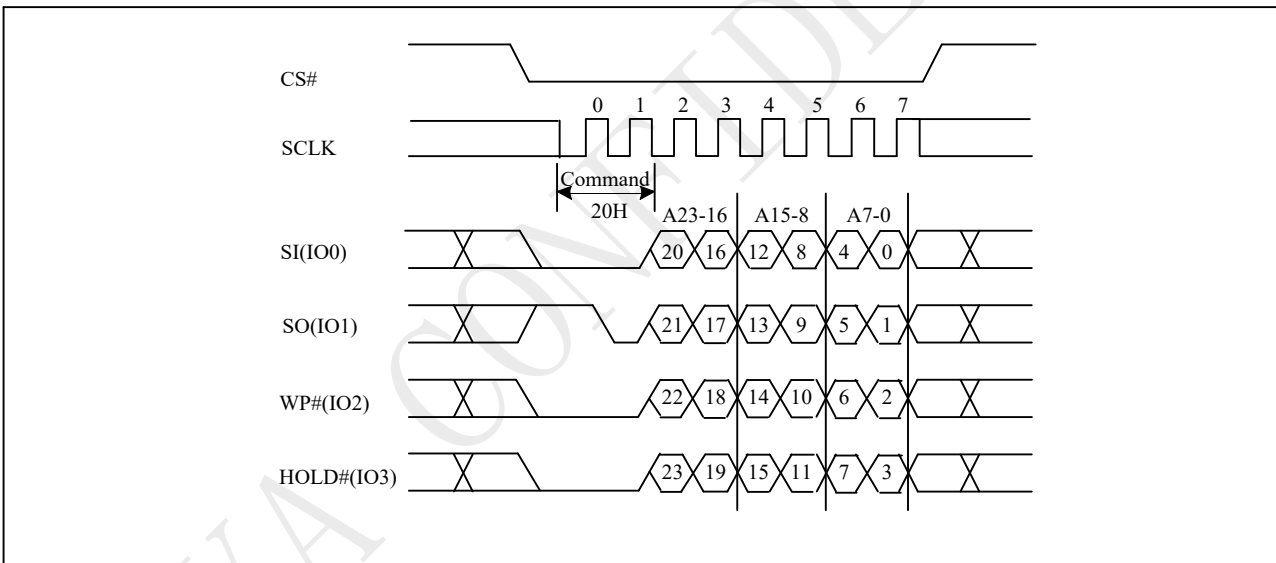 CS#
0 1 2 3 4 5 6 7
SCLK
Command
20H
A23-16 A15-8 A7-0
SI(IO0) 20 16 12 8 4 0
SO(IO1) 21 17 13 9 5 1
WP#(IO2) 22 18 14 10 6 2
HOLD#(IO3) 23 19 15 11 7 3